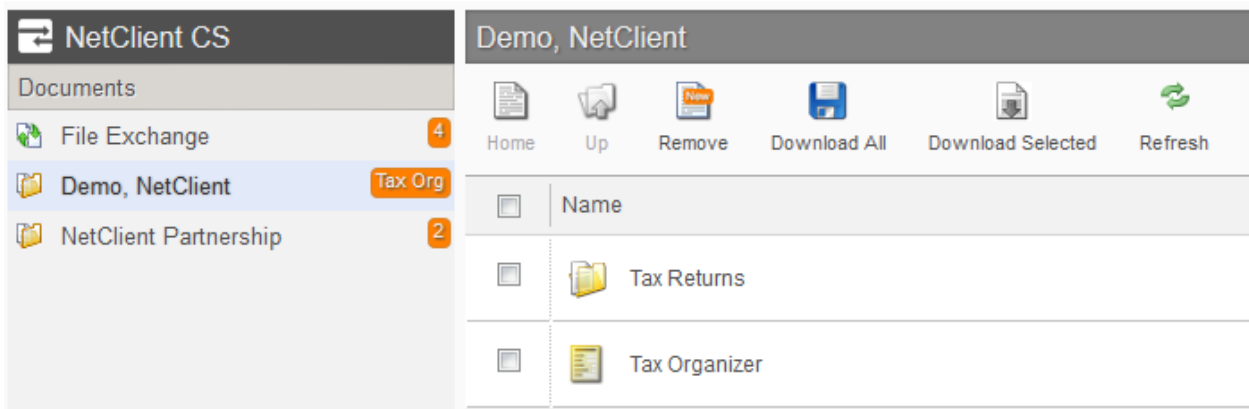 NetClient CS
Documents
File Exchange 4
Demo, NetClient Tax Org
NetClient Partnership 2
Demo, NetClient
New
Home Up Remove Download All Download Selected Refresh
Name
Tax Returns
Tax Organizer